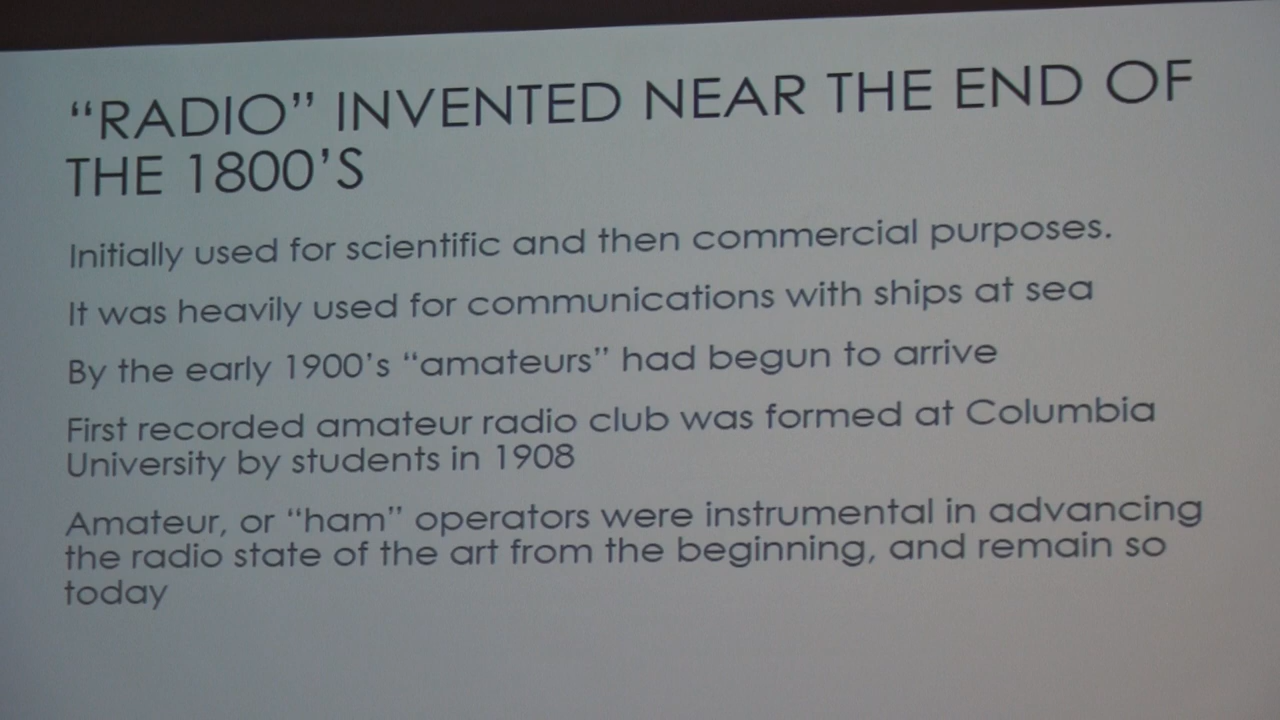 “RADIO” INVENTED NEAR THE END OF
THE 1800’S
Initially used for scientific and then commercial purposes.
It was heavily used for communications with ships at sea
By the early 1900’s “amateurs” had begun to arrive
First recorded amateur radio club was formed at Columbia
University by students in 1908
Amateur, or “ham” operators were instrumental in advancing
the radio state of the art from the beginning, and remain so
today